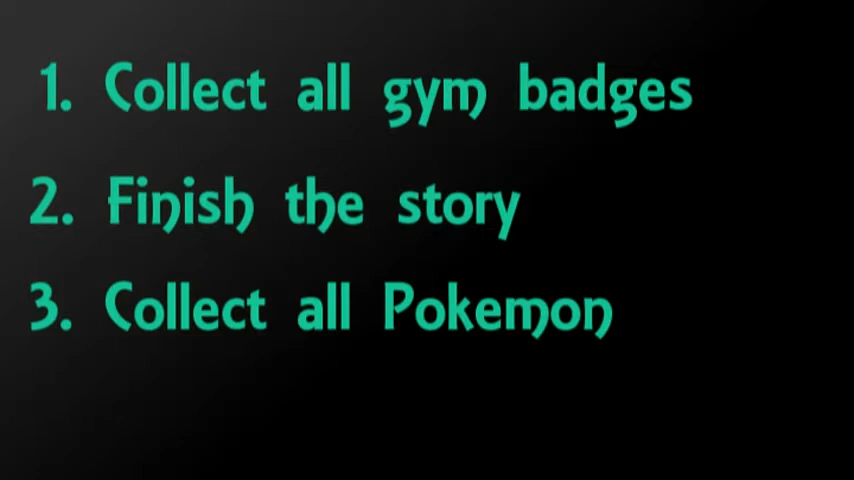 1. Collect all gym badges
2. Finish the story
3. Collect all Pokemon